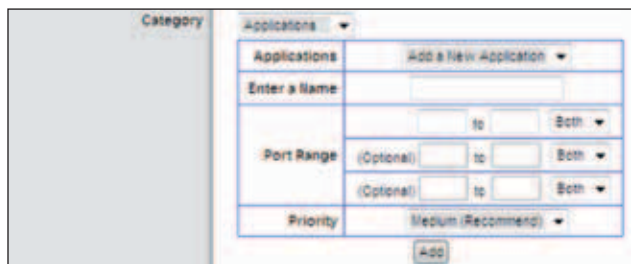 Category Applications
Applications Add a New Application
Enter a Name
to Both
Port Range (Optional) to Both
(Optional) to Both
Priority Medium (Recommend)
Add